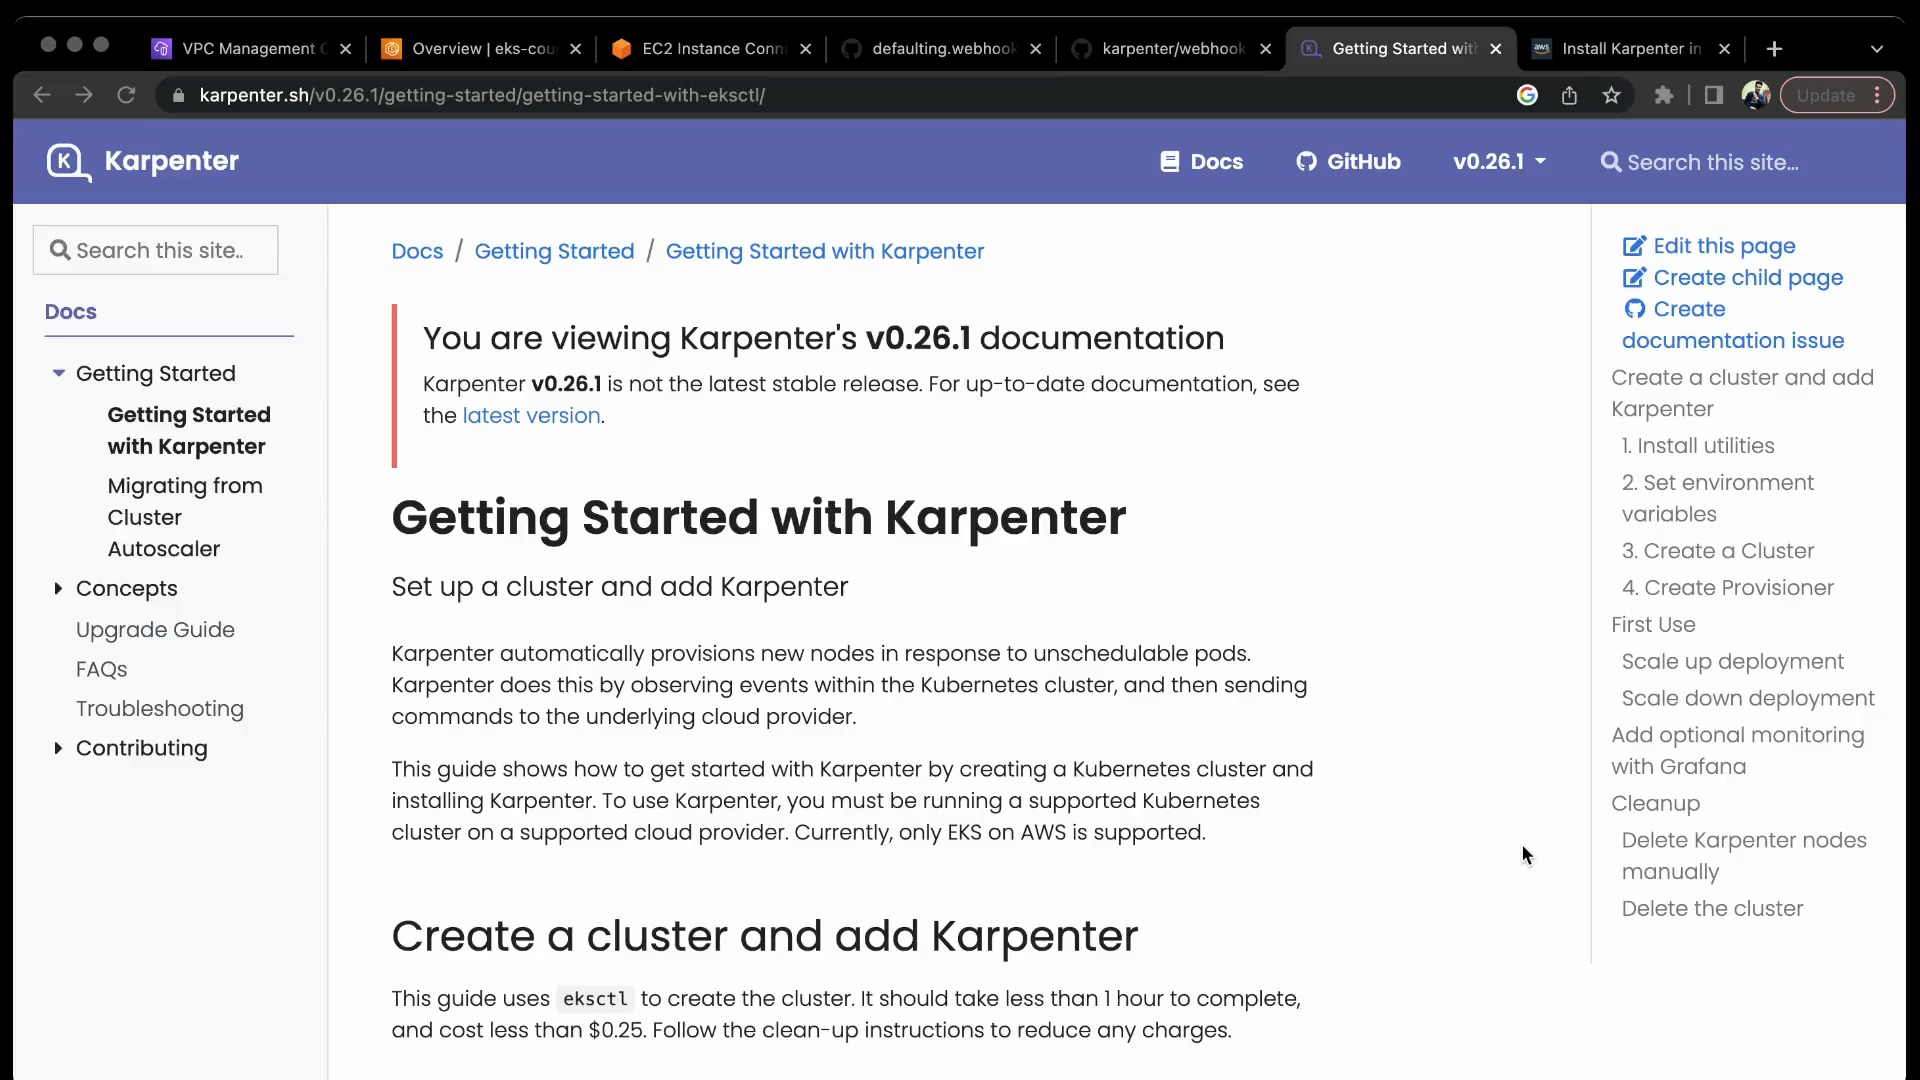 VPC Management
Overview | eks-cou
EC2 Instance Conn
defaulting.webhook
karpenter/webhook
Getting Started with
Install Karpenter in
karpenter.sh/v0.26.1/getting-started/getting-started-with-eksctl/
Update
Karpenter
Docs
GitHub
v0.26.1
Search this site…
Search this site..
Docs
Getting Started
Getting Started
with Karpenter
Migrating from
Cluster
Autoscaler
Concepts
Upgrade Guide
FAQs
Troubleshooting
Contributing
Docs / Getting Started / Getting Started with Karpenter
You are viewing Karpenter's v0.26.1 documentation
Karpenter v0.26.1 is not the latest stable release. For up-to-date documentation, see
the latest version.
Getting Started with Karpenter
Set up a cluster and add Karpenter
Karpenter automatically provisions new nodes in response to unschedulable pods.
Karpenter does this by observing events within the Kubernetes cluster, and then sending
commands to the underlying cloud provider.
This guide shows how to get started with Karpenter by creating a Kubernetes cluster and
installing Karpenter. To use Karpenter, you must be running a supported Kubernetes
cluster on a supported cloud provider. Currently, only EKS on AWS is supported.
Create a cluster and add Karpenter
This guide uses eksctl to create the cluster. It should take less than 1 hour to complete,
and cost less than $0.25. Follow the clean-up instructions to reduce any charges.
Edit this page
Create child page
Create
documentation issue
Create a cluster and add
Karpenter
1. Install utilities
2. Set environment
variables
3. Create a Cluster
4. Create Provisioner
First Use
Scale up deployment
Scale down deployment
Add optional monitoring
with Grafana
Cleanup
Delete Karpenter nodes
manually
Delete the cluster